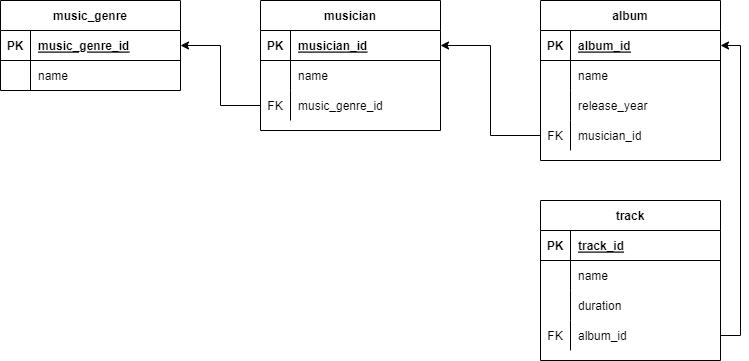 music_genre
PK music_genre_id
name
musician
PK musician_id
name
FK music_genre_id
album
PK album_id
name
release_year
FK musician_id
track
PK track_id
name
duration
FK album_id